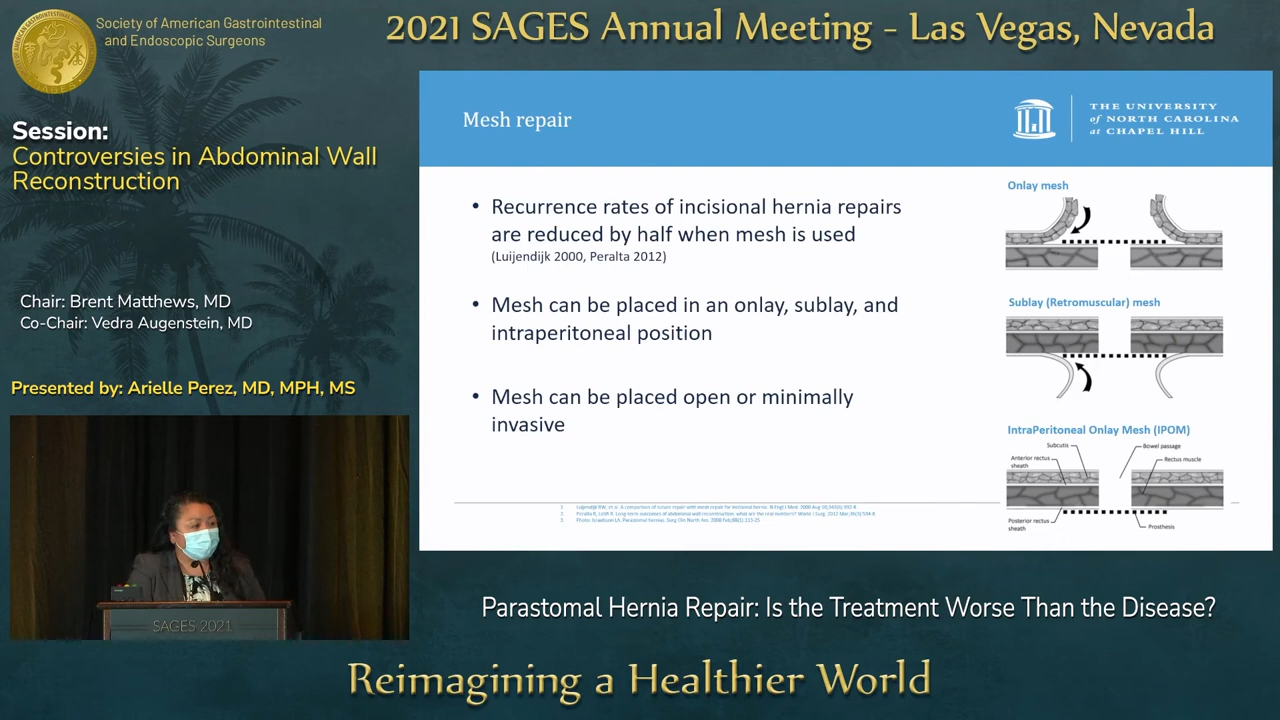 Society of American Gastrointestinal
and Endoscopic Surgeons
2021 SAGES Annual Meeting - Las Vegas, Nevada
Session:
Controversies in Abdominal Wall
Reconstruction
Chair: Brent Matthews, MD
Co-Chair: Vedra Augenstein, MD
Presented by: Arielle Perez, MD, MPH, MS
SAGES 2021
Mesh repair
THE UNIVERSITY
of NORTH CAROLINA
at CHAPEL HILL
• Recurrence rates of incisional hernia repairs
are reduced by half when mesh is used
(Luijendijk 2000, Peralta 2012)
• Mesh can be placed in an onlay, sublay, and
intraperitoneal position
• Mesh can be placed open or minimally
invasive
Onlay mesh
Sublay (Retromuscular) mesh
IntraPeritoneal Onlay Mesh (IPOM)
Subcutis
Bowel passage
Anterior rectus
sheath
Rectus muscle
Posterior rectus
sheath
Prosthesis
Parastomal Hernia Repair: Is the Treatment Worse Than the Disease?
Reimagining a Healthier World